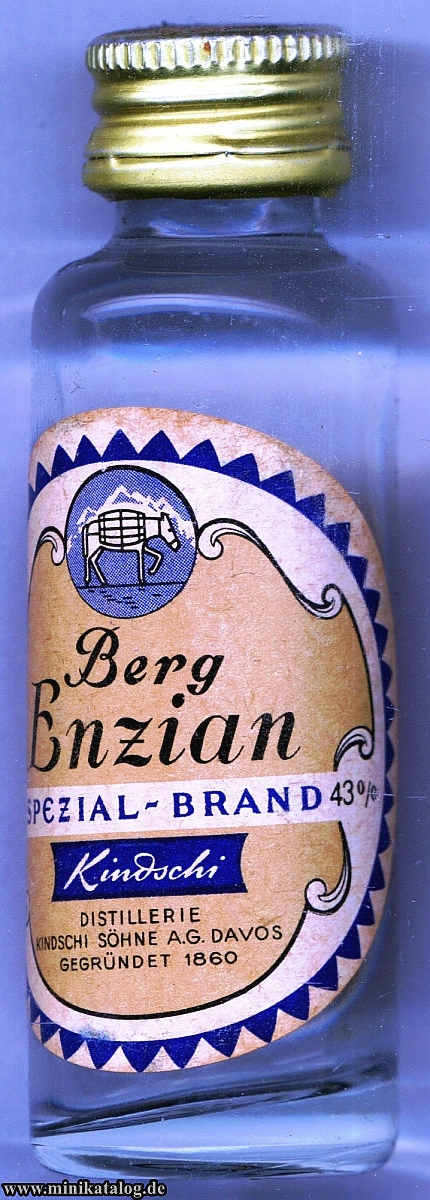 Berg
Enzian
SPEZIAL-BRAND 43%
Kindschi
DISTILLERIE
KINDSCHI SÖHNE A.G. DAVOS
GEGRÜNDET 1860
www.minikatalog.de